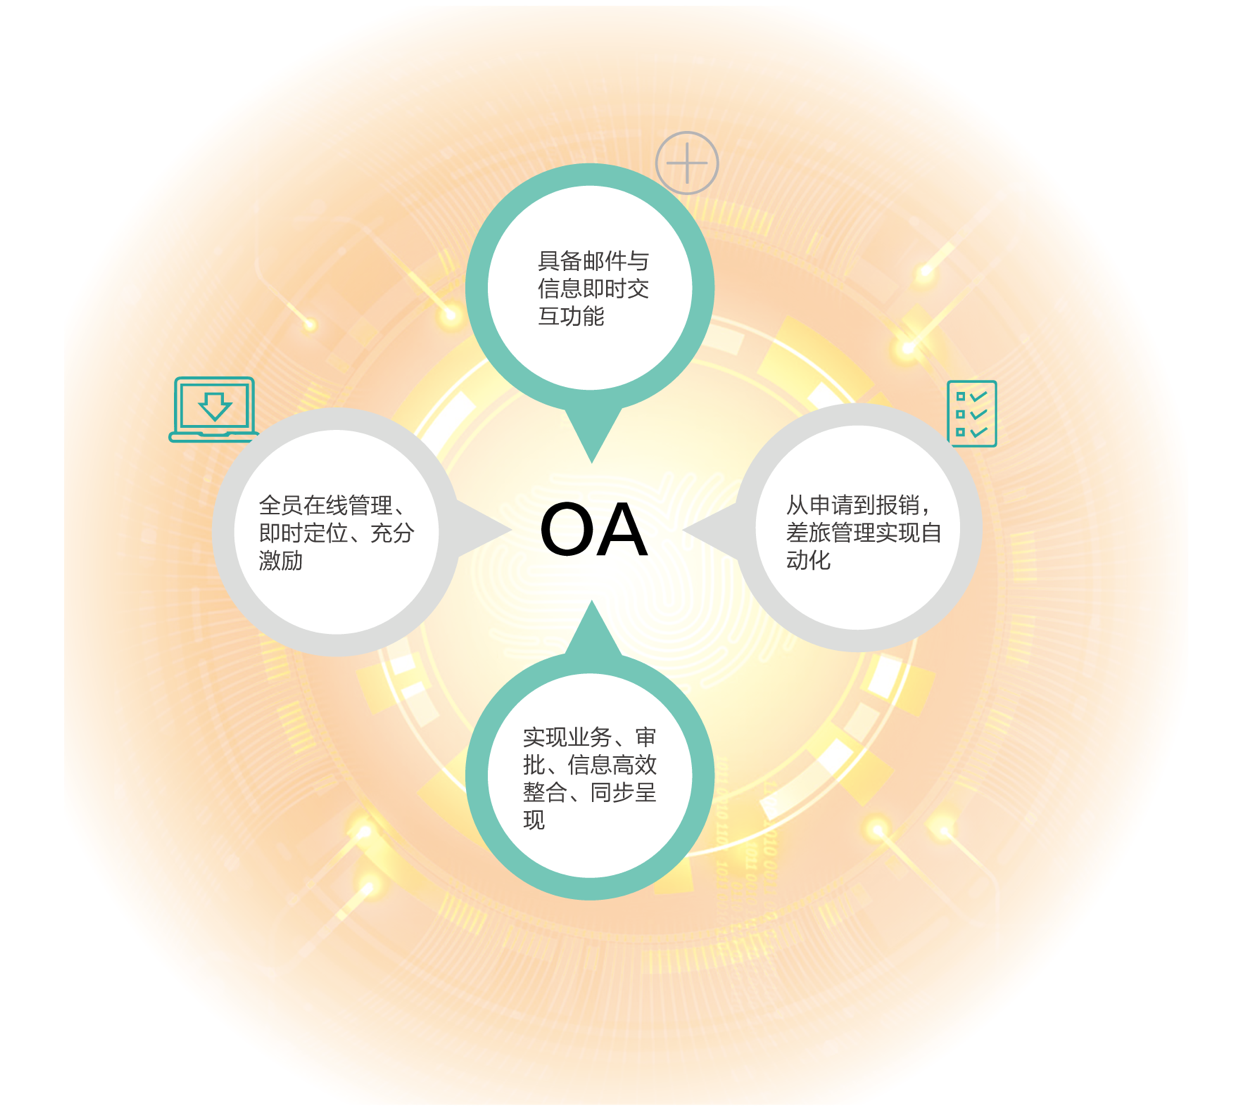 具备邮件与
信息即时交
互功能
全员在线管理、
即时定位、充分
激励
OA
从申请到报销，
差旅管理实现自
动化
实现业务、审
批、信息高效
整合、同步呈
现